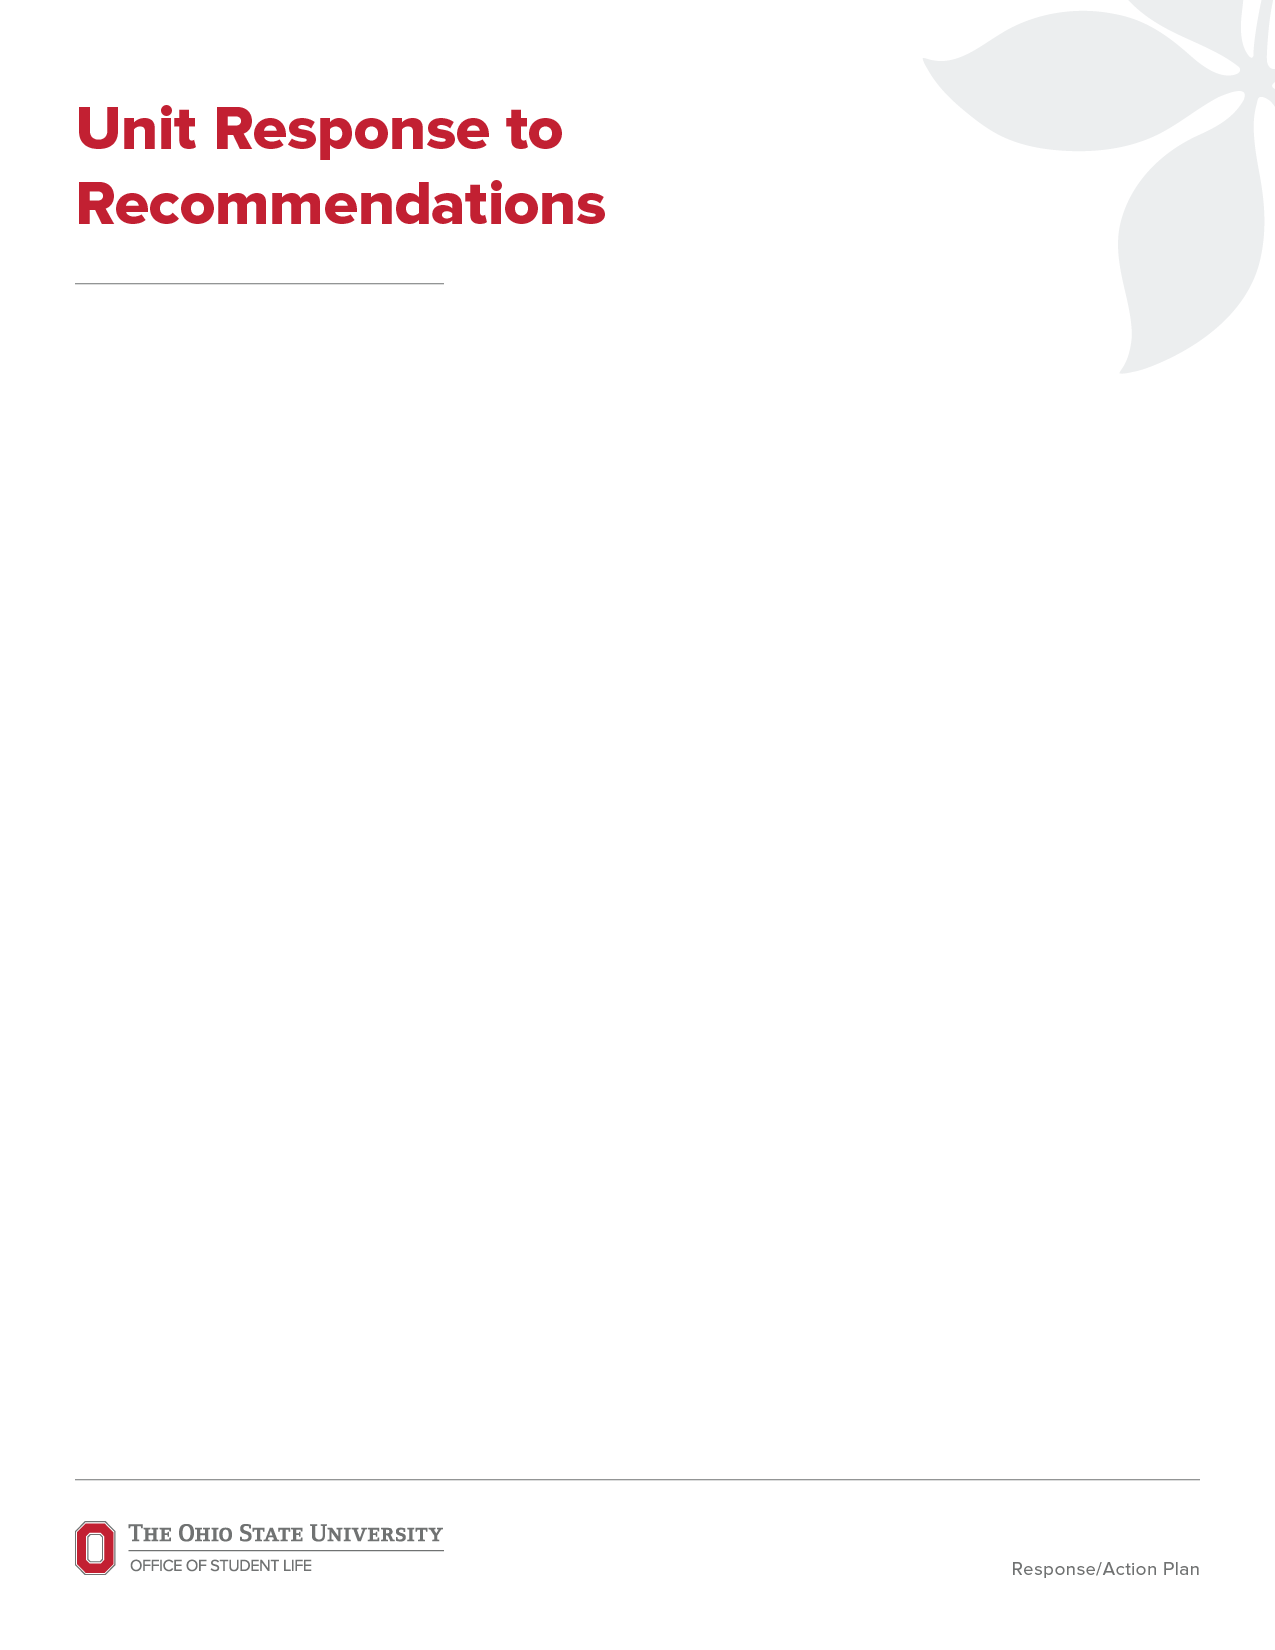 Unit Response to
Recommendations
The Ohio State University
OFFICE OF STUDENT LIFE
Response/Action Plan